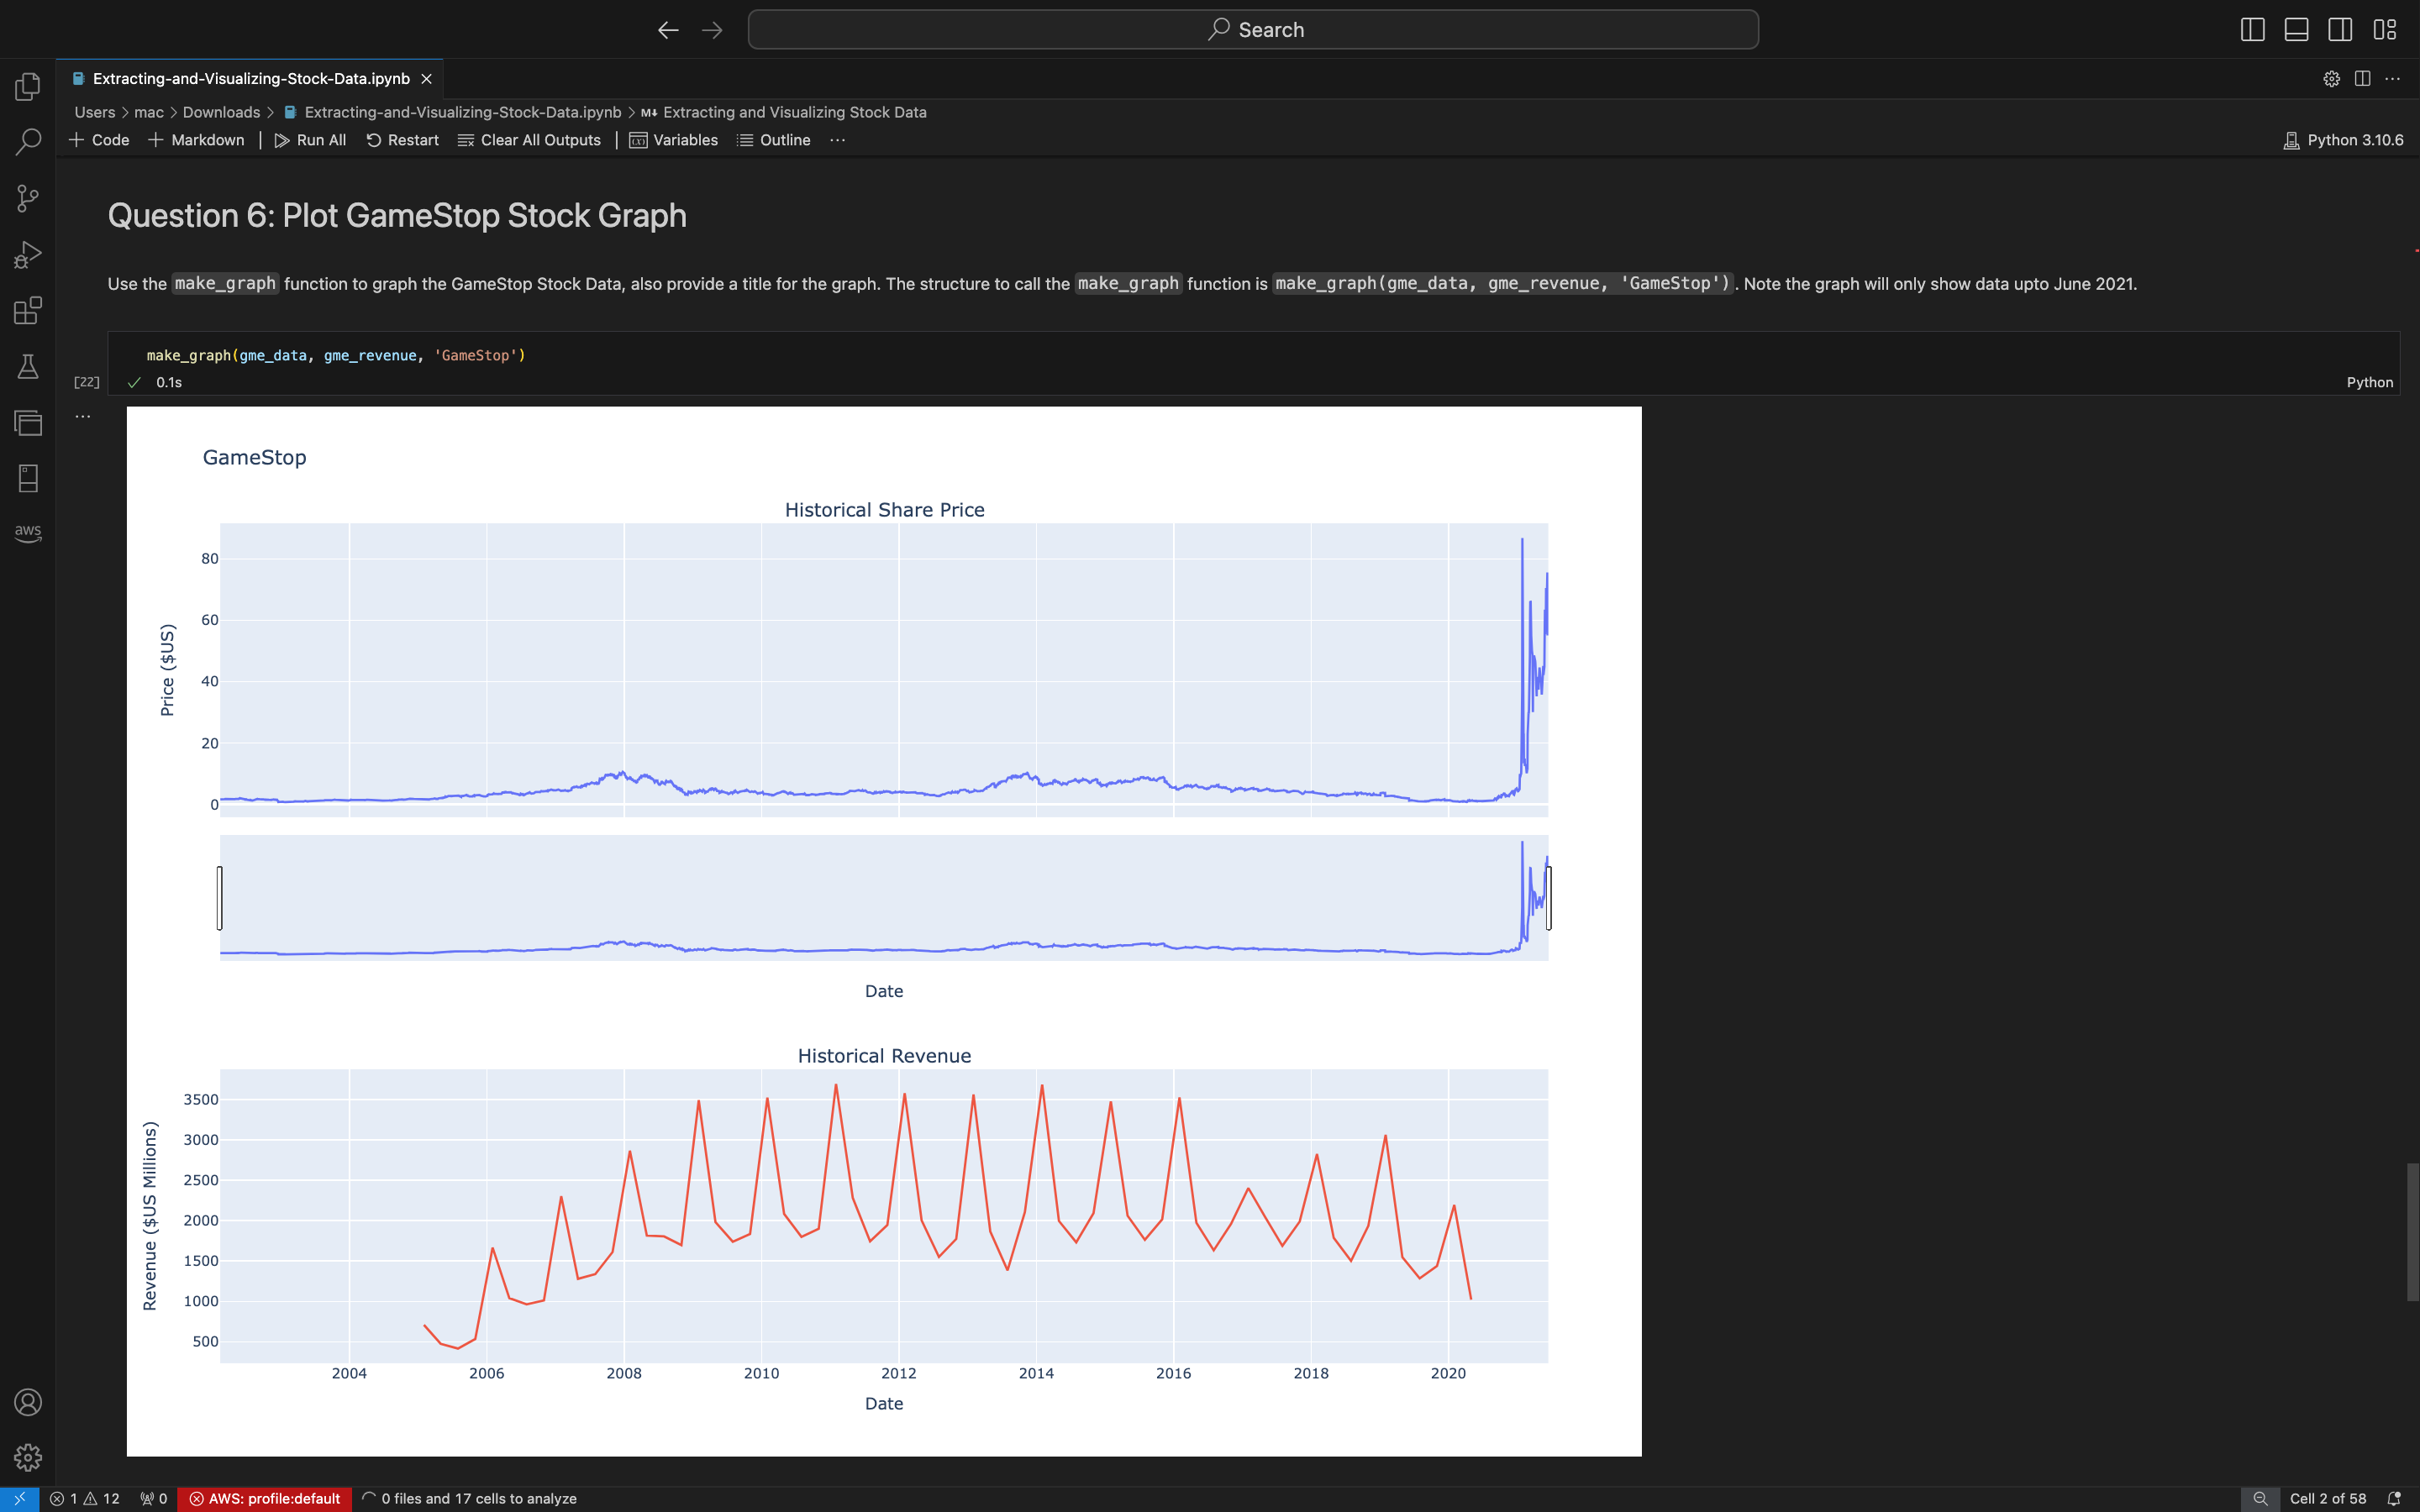 Search
Extracting-and-Visualizing-Stock-Data.ipynb
Users > mac > Downloads > Extracting-and-Visualizing-Stock-Data.ipynb > M↓ Extracting and Visualizing Stock Data
+ Code + Markdown | Run All Restart Clear All Outputs | Variables Outline ...
Python 3.10.6
Question 6: Plot GameStop Stock Graph
Use the make_graph function to graph the GameStop Stock Data, also provide a title for the graph. The structure to call the make_graph function is make_graph(gme_data, gme_revenue, 'GameStop'). Note the graph will only show data upto June 2021.
make_graph(gme_data, gme_revenue, 'GameStop')
[22] ✓ 0.1s
Python
...
aws
GameStop
Historical Share Price
Price ($US)
80
60
40
20
0
Date
Historical Revenue
Revenue ($US Millions)
3500
3000
2500
2000
1500
1000
500
2004 2006 2008 2010 2012 2014 2016 2018 2020
Date
1 12 0 AWS: profile:default 0 files and 17 cells to analyze
Cell 2 of 58